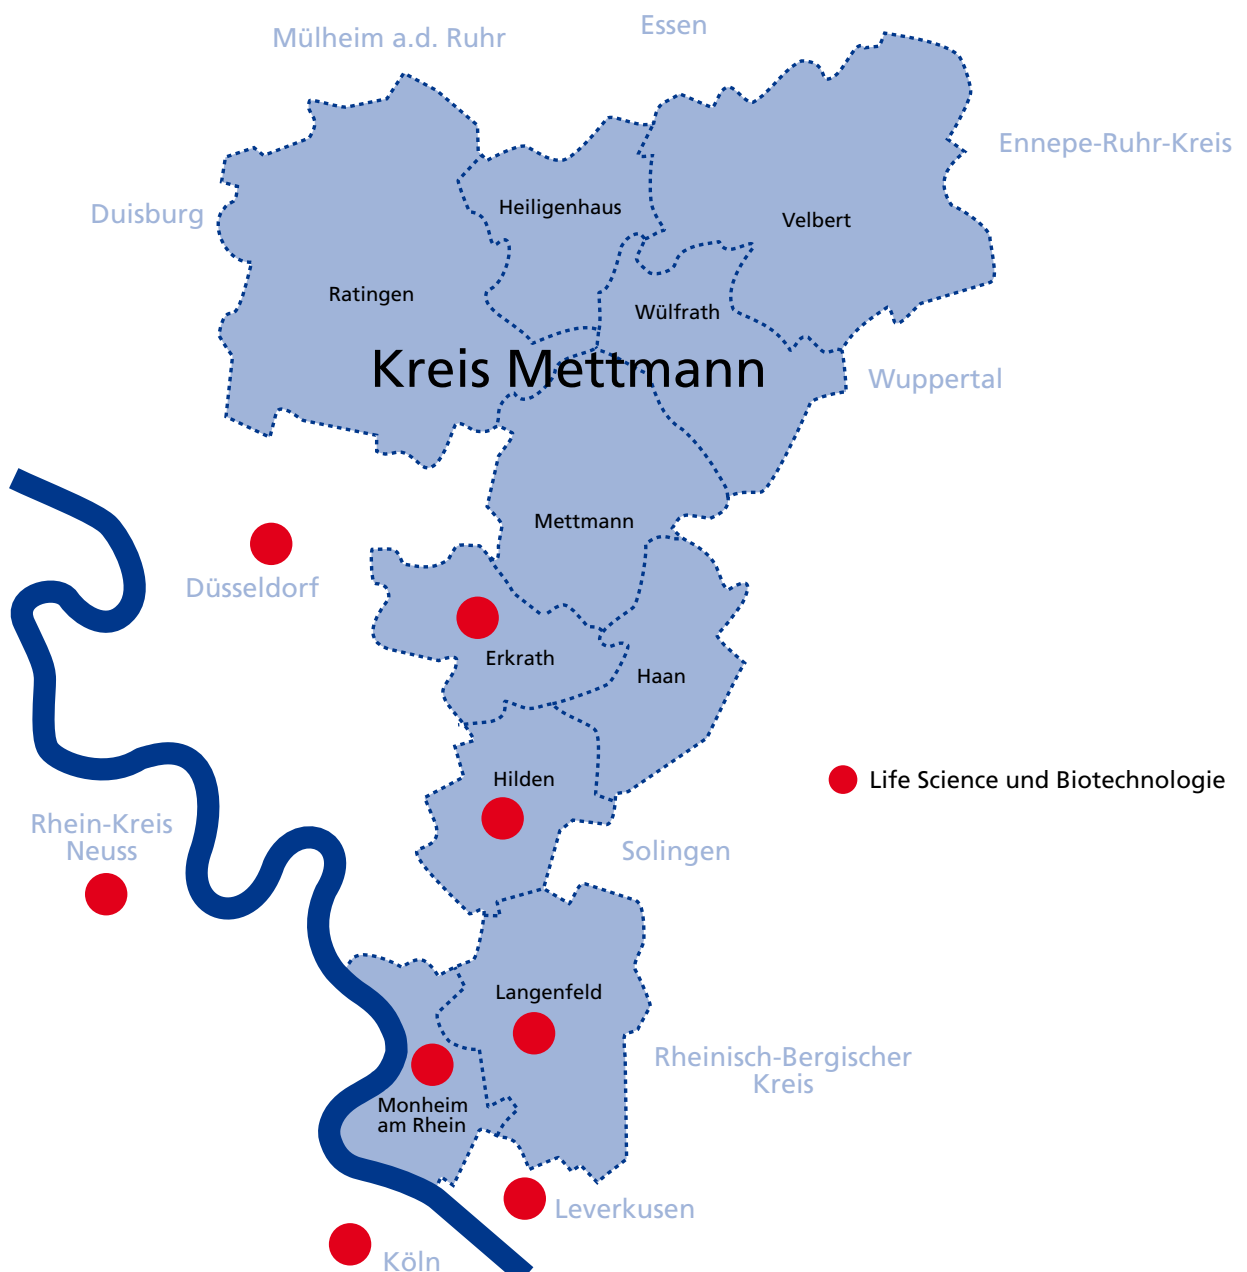 Essen
Mülheim a.d. Ruhr
Ennepe-Ruhr-Kreis
Duisburg
Heiligenhaus
Velbert
Ratingen
Wülfrath
Kreis Mettmann
Wuppertal
Mettmann
Düsseldorf
Erkrath
Haan
Hilden
Life Science und Biotechnologie
Rhein-Kreis
Neuss
Solingen
Langenfeld
Rheinisch-Bergischer
Kreis
Monheim
am Rhein
Leverkusen
Köln